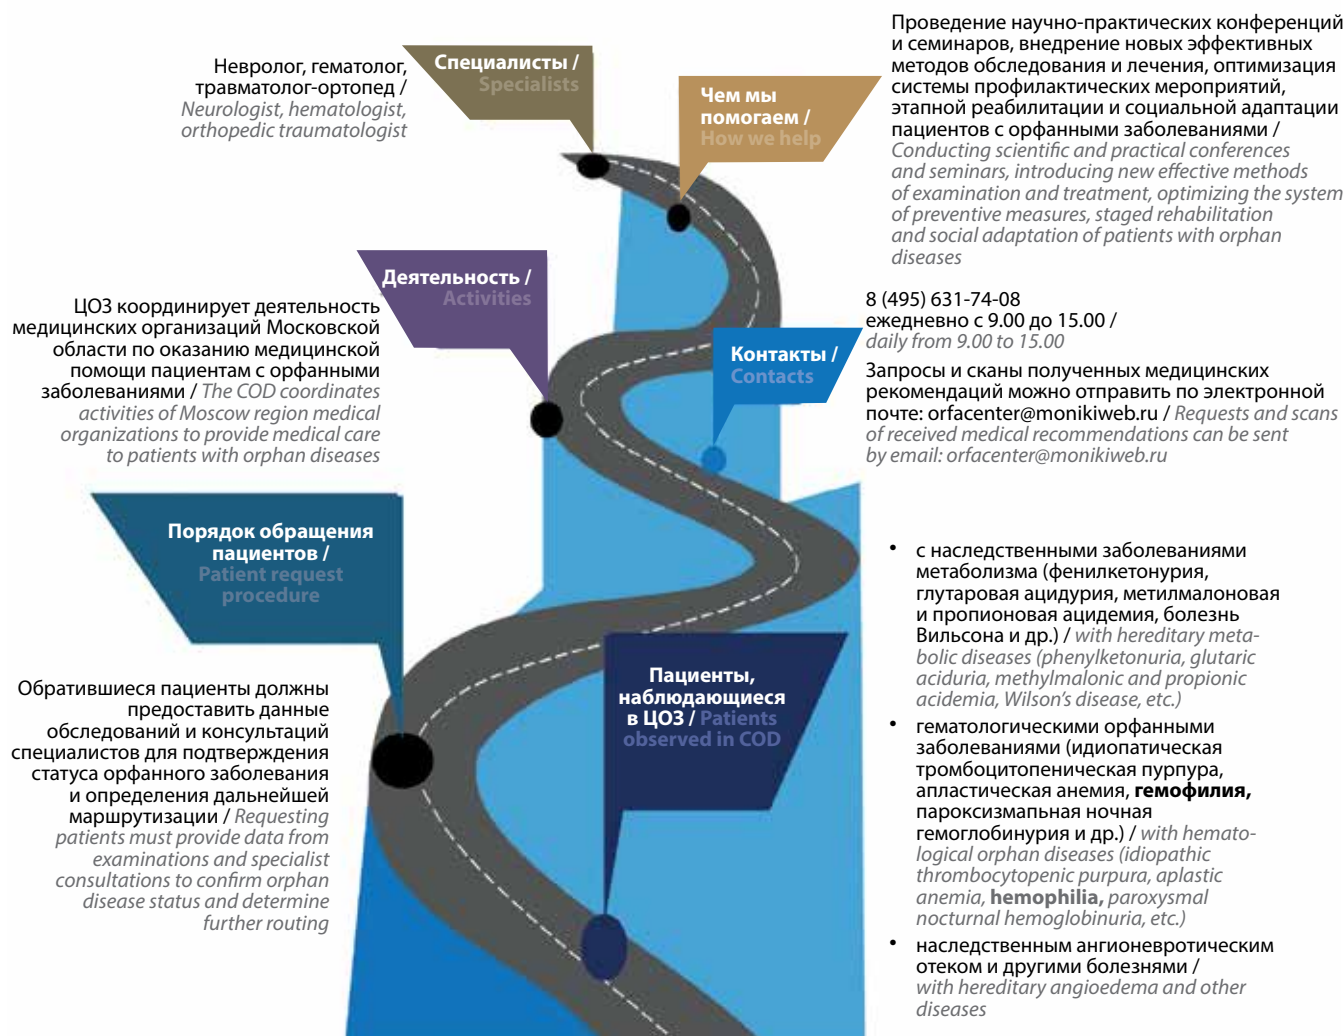 Невролог, гематолог,
травматолог-ортопед /
Neurologist, hematologist,
orthopedic traumatologist
Специалисты /
Specialists
Чем мы
помогаем /
How we help
Проведение научно-практических конференций
и семинаров, внедрение новых эффективных
методов обследования и лечения, оптимизация
системы профилактических мероприятий,
этапной реабилитации и социальной адаптации
пациентов с орфанными заболеваниями /
Conducting scientific and practical conferences
and seminars, introducing new effective methods
of examination and treatment, optimizing the system
of preventive measures, staged rehabilitation
and social adaptation of patients with orphan
diseases
Деятельность /
Activities
ЦОЗ координирует деятельность
медицинских организаций Московской
области по оказанию медицинской
помощи пациентам с орфанными
заболеваниями / The COD coordinates
activities of Moscow region medical
organizations to provide medical care
to patients with orphan diseases
Контакты /
Contacts
8 (495) 631-74-08
ежедневно с 9.00 до 15.00 /
daily from 9.00 to 15.00
Запросы и сканы полученных медицинских
рекомендаций можно отправить по электронной
почте: orfacenter@monikiweb.ru / Requests and scans
of received medical recommendations can be sent
by email: orfacenter@monikiweb.ru
Порядок обращения
пациентов /
Patient request
procedure
Обратившиеся пациенты должны
предоставить данные
обследований и консультаций
специалистов для подтверждения
статуса орфанного заболевания
и определения дальнейшей
маршрутизации / Requesting
patients must provide data from
examinations and specialist
consultations to confirm orphan
disease status and determine
further routing
Пациенты,
наблюдающиеся
в ЦОЗ / Patients
observed in COD
• с наследственными заболеваниями
метаболизма (фенилкетонурия,
глутаровая ацидурия, метилмалоновая
и пропионовая ацидемия, болезнь
Вильсона и др.) / with hereditary meta-
bolic diseases (phenylketonuria, glutaric
aciduria, methylmalonic and propionic
acidemia, Wilson's disease, etc.)
• гематологическими орфанными
заболеваниями (идиопатическая
тромбоцитопеническая пурпура,
апластическая анемия, гемофилия,
пароксизмальная ночная
гемоглобинурия и др.) / with hemato-
logical orphan diseases (idiopathic
thrombocytopenic purpura, aplastic
anemia, hemophilia, paroxysmal
nocturnal hemoglobinuria, etc.)
• наследственным ангионевротическим
отеком и другими болезнями /
with hereditary angioedema and other
diseases